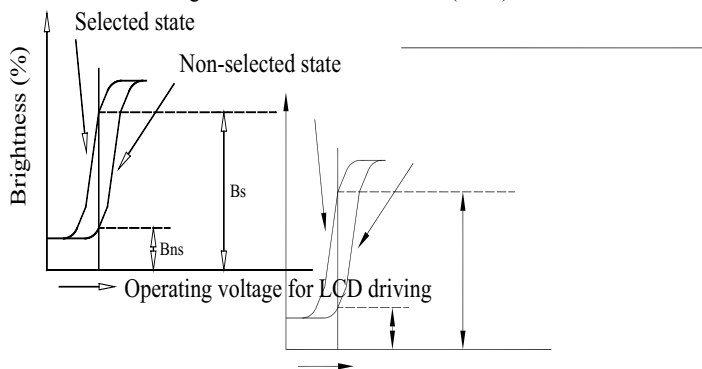 Selected state
Non-selected state
Brightness (%)
Bs
Bns
Operating voltage for LCD driving